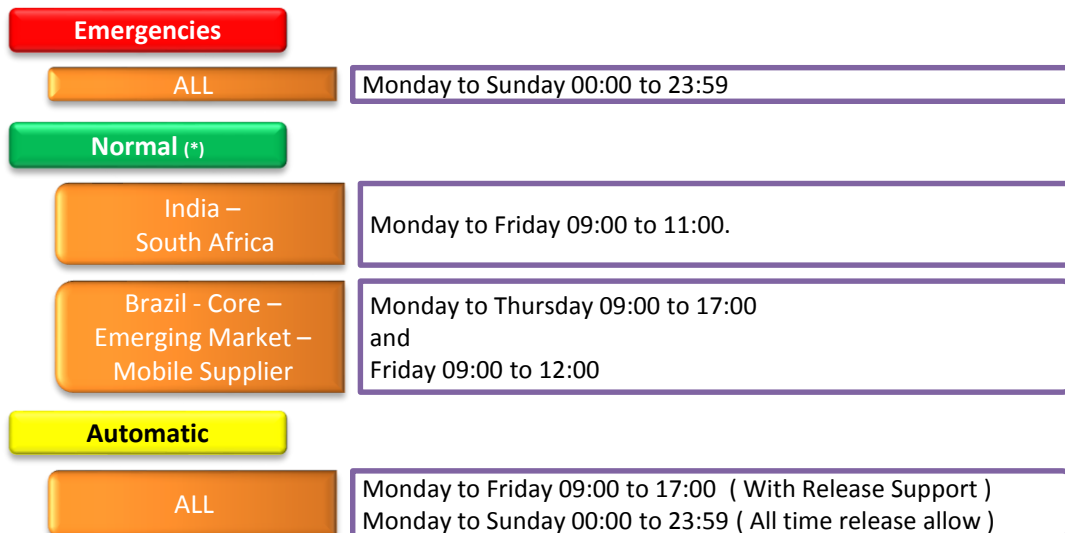 Emergencies
ALL
Monday to Sunday 00:00 to 23:59
Normal (*)
India –
South Africa
Monday to Friday 09:00 to 11:00.
Brazil - Core –
Emerging Market –
Mobile Supplier
Monday to Thursday 09:00 to 17:00
and
Friday 09:00 to 12:00
Automatic
ALL
Monday to Friday 09:00 to 17:00 ( With Release Support )
Monday to Sunday 00:00 to 23:59 ( All time release allow )